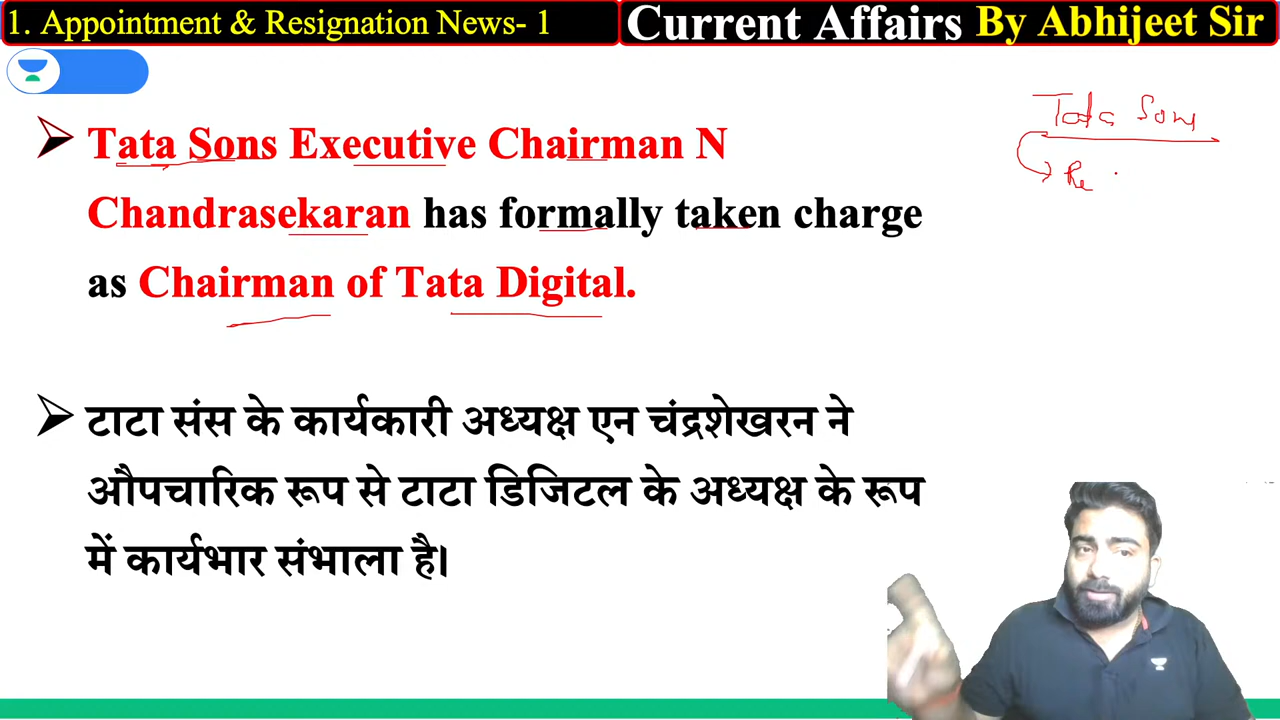 1. Appointment & Resignation News- 1
Current Affairs By Abhijeet Sir
Tata Sons
Re
Tata Sons Executive Chairman N
Chandrasekaran has formally taken charge
as Chairman of Tata Digital.
टाटा संस के कार्यकारी अध्यक्ष एन चंद्रशेखरन ने
औपचारिक रूप से टाटा डिजिटल के अध्यक्ष के रूप
में कार्यभार संभाला है।